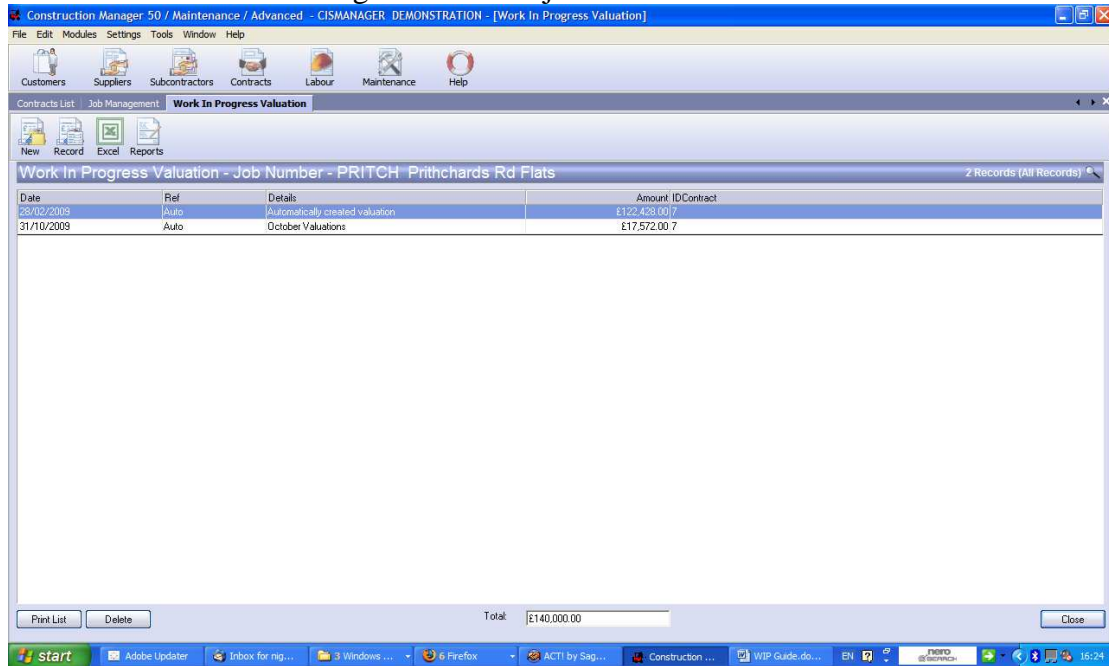 Construction Manager 50 / Maintenance / Advanced - CISMANAGER DEMONSTRATION - [Work In Progress Valuation]
File Edit Modules Settings Tools Window Help
Customers Suppliers Subcontractors Contracts Labour Maintenance Help
Contracts List Job Management Work In Progress Valuation
New Record Excel Reports
Work In Progress Valuation - Job Number - PRITCH Prithchards Rd Flats 2 Records (All Records)
Date Ref Details Amount IDContract
28/02/2009 Auto Automatically created valuation £122,428.00 7
31/10/2009 Auto October Valuations £17,572.00 7
Print List Delete Total: £140,000.00 Close
start Adobe Updater Inbox for nig... 3 Windows ... 6 Firefox ACT! by Sag... Construction ... WIP Guide.do... EN nero SEARCH 16:24